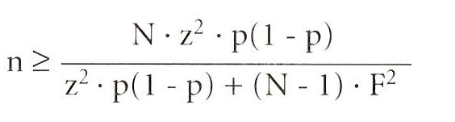 n ≥ N · z² · p(1 - p)
z² · p(1 - p) + (N - 1) · F²